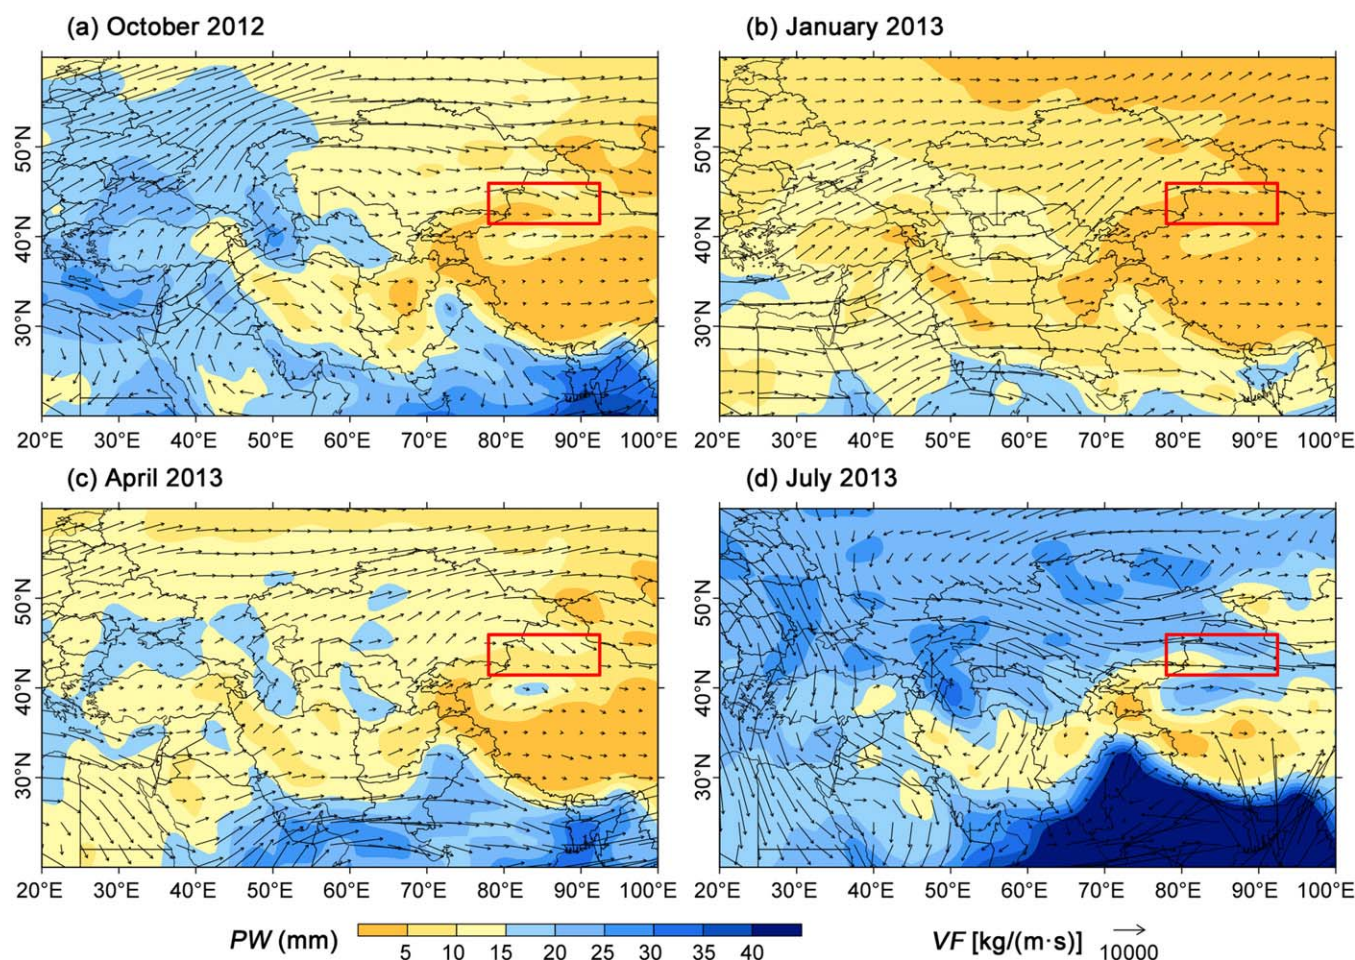 (a) October 2012
(b) January 2013
50°N
40°N
30°N
50°N
40°N
30°N
20°E 30°E 40°E 50°E 60°E 70°E 80°E 90°E 100°E
20°E 30°E 40°E 50°E 60°E 70°E 80°E 90°E 100°E
(c) April 2013
(d) July 2013
50°N
40°N
30°N
50°N
40°N
30°N
20°E 30°E 40°E 50°E 60°E 70°E 80°E 90°E 100°E
20°E 30°E 40°E 50°E 60°E 70°E 80°E 90°E 100°E
PW (mm)
5 10 15 20 25 30 35 40
VF [kg/(m·s)]
10000